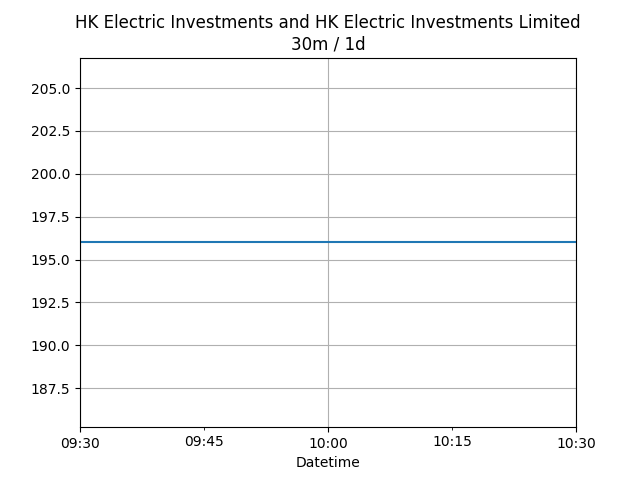 HK Electric Investments and HK Electric Investments Limited
30m / 1d
205.0
202.5
200.0
197.5
195.0
192.5
190.0
187.5
09:30 09:45 10:00 10:15 10:30
Datetime